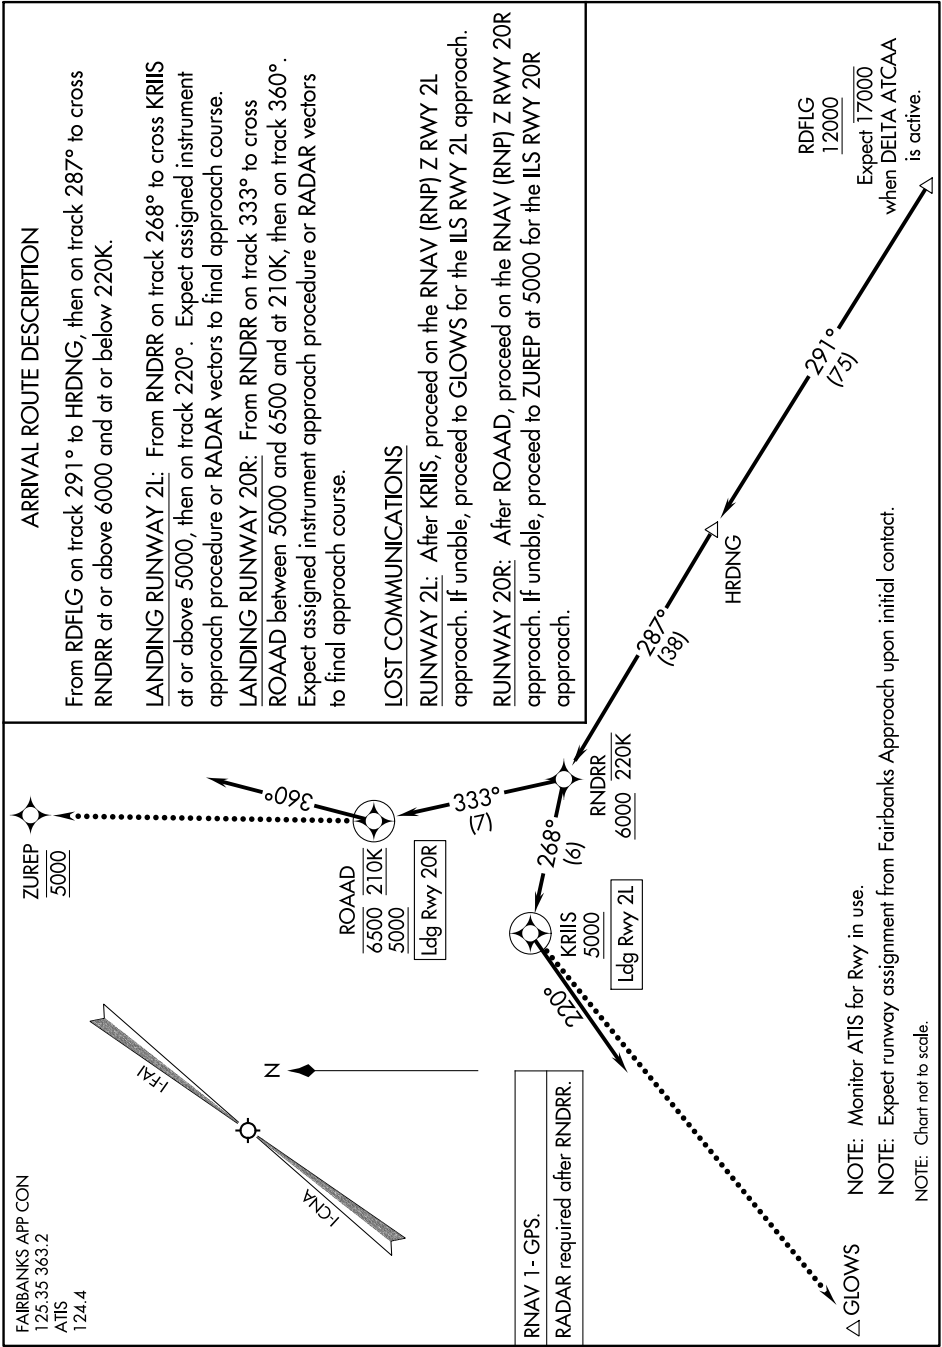 FAIRBANKS APP CON
125.35 363.2
ATIS
124.4
I-FAI
I-CNA
N
RNAV 1- GPS.
RADAR required after RNDRR.
ZUREP
5000
360°
ROAAD
6500 210K
5000
Ldg Rwy 20R
333°
(7)
268°
(6)
RNDRR
6000 220K
KRIIS
5000
Ldg Rwy 2L
220°
GLOWS
287°
(38)
HRDNG
291°
(75)
RDFLG
12000
Expect 17000
when DELTA ATCAA
is active.
ARRIVAL ROUTE DESCRIPTION
From RDFLG on track 291° to HRDNG, then on track 287° to cross
RNDRR at or above 6000 and at or below 220K.
LANDING RUNWAY 2L: From RNDRR on track 268° to cross KRIIS
at or above 5000, then on track 220°. Expect assigned instrument
approach procedure or RADAR vectors to final approach course.
LANDING RUNWAY 20R: From RNDRR on track 333° to cross
ROAAD between 5000 and 6500 and at 210K, then on track 360°.
Expect assigned instrument approach procedure or RADAR vectors
to final approach course.
LOST COMMUNICATIONS
RUNWAY 2L: After KRIIS, proceed on the RNAV (RNP) Z RWY 2L
approach. If unable, proceed to GLOWS for the ILS RWY 2L approach.
RUNWAY 20R: After ROAAD, proceed on the RNAV (RNP) Z RWY 20R
approach. If unable, proceed to ZUREP at 5000 for the ILS RWY 20R
approach.
NOTE: Monitor ATIS for Rwy in use.
NOTE: Expect runway assignment from Fairbanks Approach upon initial contact.
NOTE: Chart not to scale.